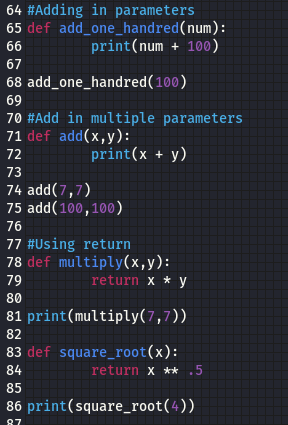 64 #Adding in parameters
65 def add_one_handred(num):
66         print(num + 100)
67
68 add_one_handred(100)
69
70 #Add in multiple parameters
71 def add(x,y):
72         print(x + y)
73
74 add(7,7)
75 add(100,100)
76
77 #Using return
78 def multiply(x,y):
79         return x * y
80
81 print(multiply(7,7))
82
83 def square_root(x):
84         return x ** .5
85
86 print(square_root(4))
87